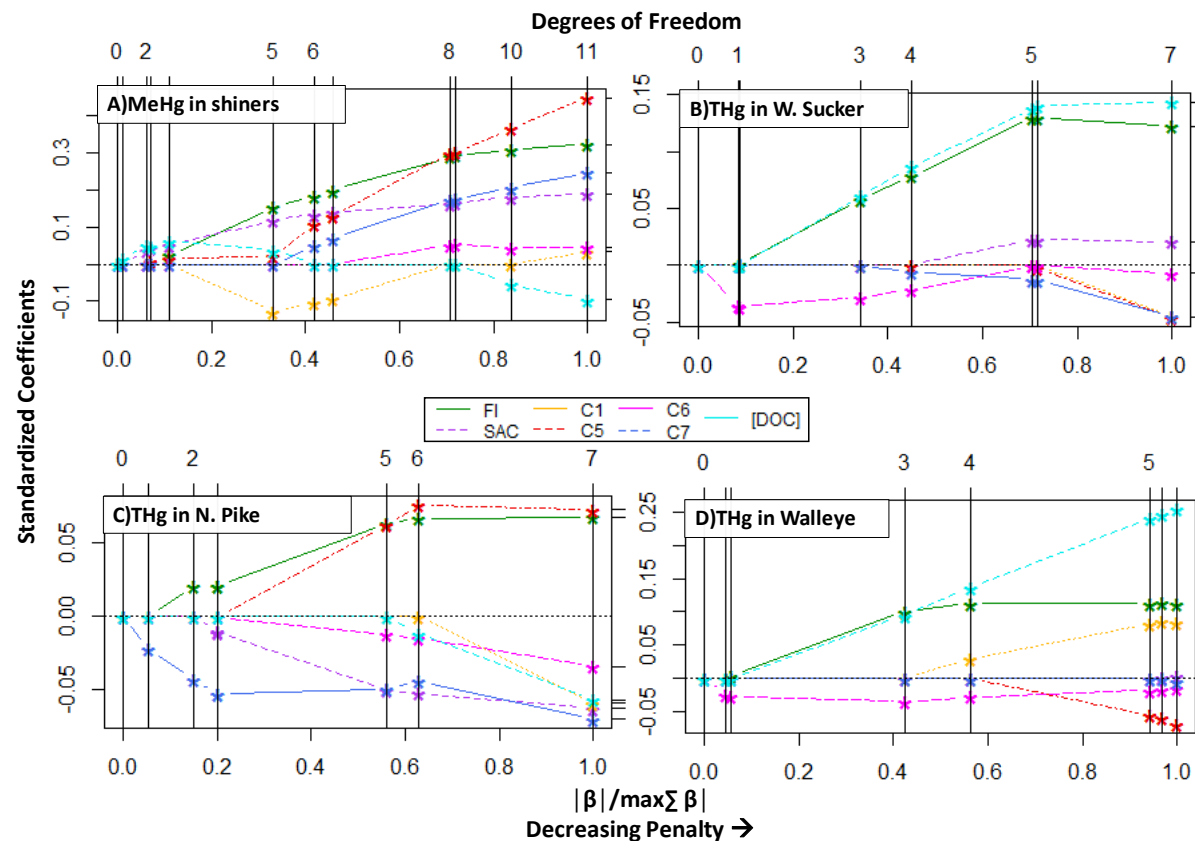 Degrees of Freedom
0 2 5 6 8 10 11
0 1 3 4 5 7
A)MeHg in shiners
B)THg in W. Sucker
0.3
0.1
-0.1
0.15
0.05
-0.05
0.0 0.2 0.4 0.6 0.8 1.0
0.0 0.2 0.4 0.6 0.8 1.0
Standardized Coefficients
FI C1 C6 [DOC]
SAC C5 C7
0 2 5 6 7
0 3 4 5
C)THg in N. Pike
D)THg in Walleye
0.05
0.00
-0.05
0.25
0.15
0.05
-0.05
0.0 0.2 0.4 0.6 0.8 1.0
0.0 0.2 0.4 0.6 0.8 1.0
|β|/max∑ β|
Decreasing Penalty →